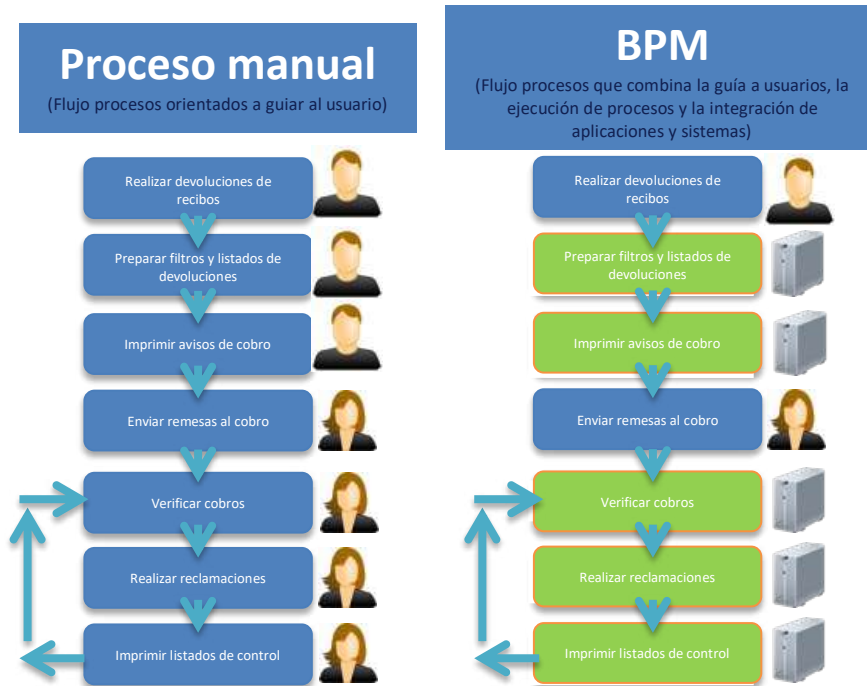 Proceso manual
(Flujo procesos orientados a guiar al usuario)
Realizar devoluciones de
recibos
Preparar filtros y listados de
devoluciones
Imprimir avisos de cobro
Enviar remesas al cobro
Verificar cobros
Realizar reclamaciones
Imprimir listados de control
BPM
(Flujo procesos que combina la guía a usuarios, la
ejecución de procesos y la integración de
aplicaciones y sistemas)
Realizar devoluciones de
recibos
Preparar filtros y listados de
devoluciones
Imprimir avisos de cobro
Enviar remesas al cobro
Verificar cobros
Realizar reclamaciones
Imprimir listados de control